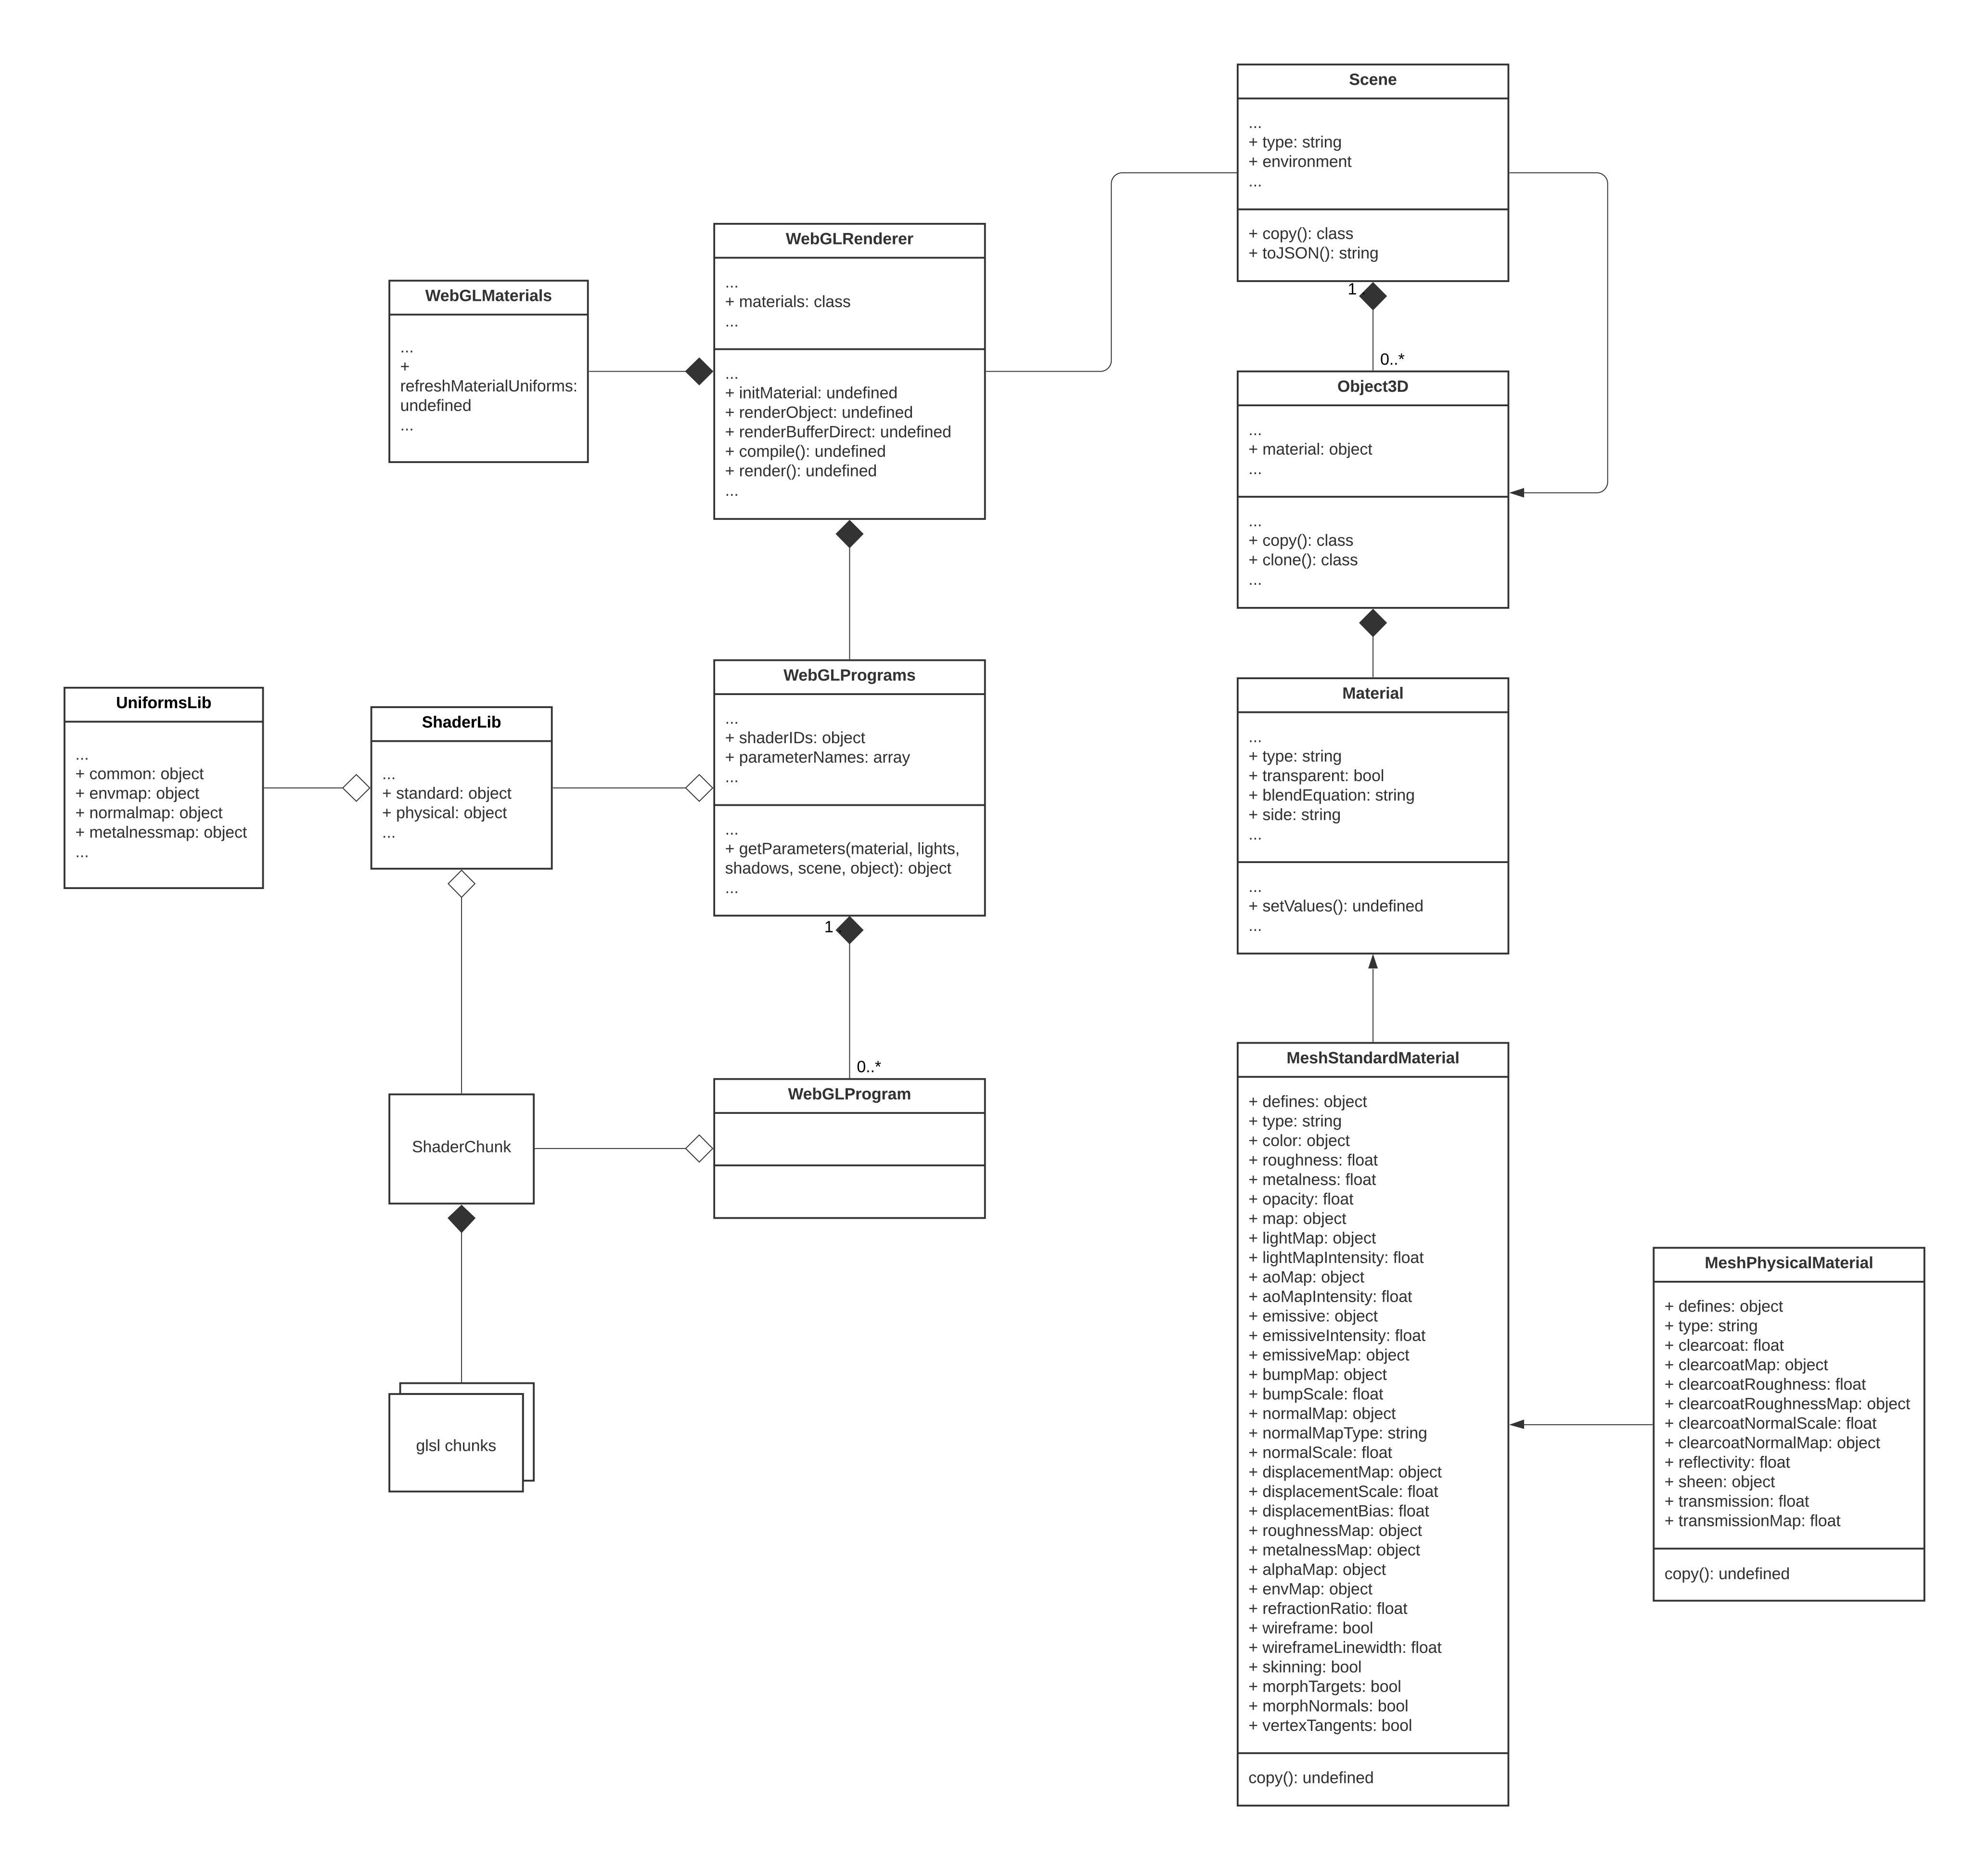 Scene
...
+ type: string
+ environment
...
+ copy(): class
+ toJSON(): string
1
0..*
WebGLRenderer
...
+ materials: class
...
...
+ initMaterial: undefined
+ renderObject: undefined
+ renderBufferDirect: undefined
+ compile(): undefined
+ render(): undefined
...
WebGLMaterials
...
+
refreshMaterialUniforms:
undefined
...
Object3D
...
+ material: object
...
...
+ copy(): class
+ clone(): class
...
WebGLPrograms
...
+ shaderIDs: object
+ parameterNames: array
...
...
+ getParameters(material, lights,
shadows, scene, object): object
...
1
0..*
UniformsLib
...
+ common: object
+ envmap: object
+ normalmap: object
+ metalnessmap: object
...
ShaderLib
...
+ standard: object
+ physical: object
...
Material
...
+ type: string
+ transparent: bool
+ blendEquation: string
+ side: string
...
...
+ setValues(): undefined
...
WebGLProgram
ShaderChunk
glsl chunks
MeshStandardMaterial
+ defines: object
+ type: string
+ color: object
+ roughness: float
+ metalness: float
+ opacity: float
+ map: object
+ lightMap: object
+ lightMapIntensity: float
+ aoMap: object
+ aoMapIntensity: float
+ emissive: object
+ emissiveIntensity: float
+ emissiveMap: object
+ bumpMap: object
+ bumpScale: float
+ normalMap: object
+ normalMapType: string
+ normalScale: float
+ displacementMap: object
+ displacementScale: float
+ displacementBias: float
+ roughnessMap: object
+ metalnessMap: object
+ alphaMap: object
+ envMap: object
+ refractionRatio: float
+ wireframe: bool
+ wireframeLinewidth: float
+ skinning: bool
+ morphTargets: bool
+ morphNormals: bool
+ vertexTangents: bool
copy(): undefined
MeshPhysicalMaterial
+ defines: object
+ type: string
+ clearcoat: float
+ clearcoatMap: object
+ clearcoatRoughness: float
+ clearcoatRoughnessMap: object
+ clearcoatNormalScale: float
+ clearcoatNormalMap: object
+ reflectivity: float
+ sheen: object
+ transmission: float
+ transmissionMap: float
copy(): undefined